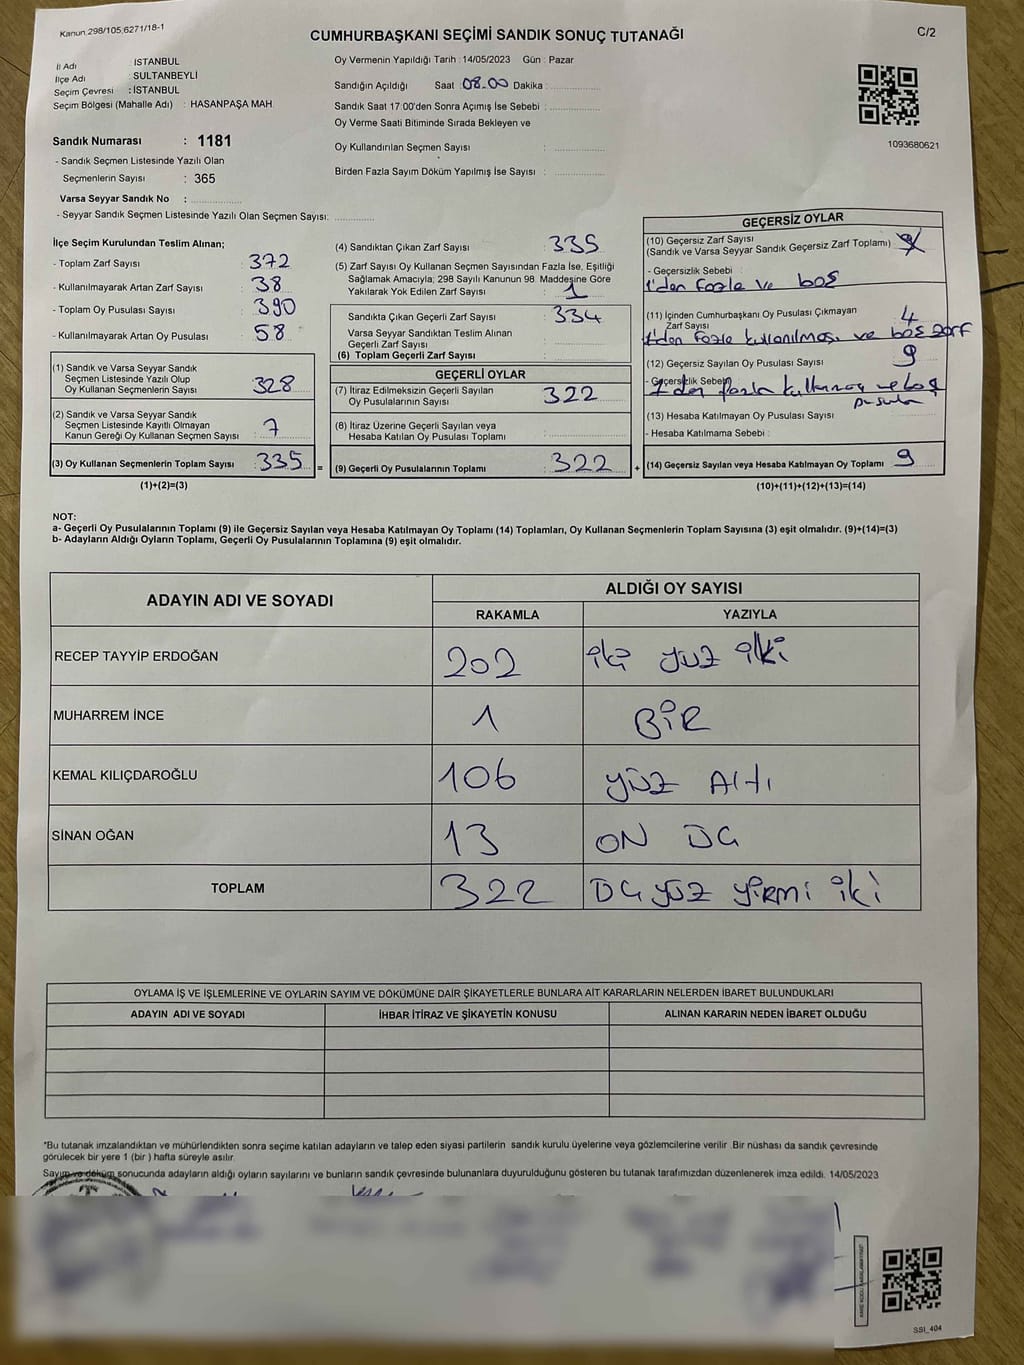 Kanun 298/105;6271/18-1
CUMHURBAŞKANI SEÇİMİ SANDIK SONUÇ TUTANAĞI
C/2
İl Adı : İSTANBUL
İlçe Adı : SULTANBEYLİ
Seçim Çevresi : İSTANBUL
Seçim Bölgesi (Mahalle Adı) : HASANPAŞA MAH.
Sandık Numarası : 1181
- Sandık Seçmen Listesinde Yazılı Olan
Seçmenlerin Sayısı : 365
Varsa Seyyar Sandık No :
- Seyyar Sandık Seçmen Listesinde Yazılı Olan Seçmen Sayısı:
Oy Vermenin Yapıldığı Tarih : 14/05/2023 Gün : Pazar
Sandığın Açıldığı Saat : 08.00 Dakika :
Sandık Saat 17:00'den Sonra Açımış İse Sebebi :
Oy Verme Saati Bitiminde Sırada Bekleyen ve
Oy Kullandırılan Seçmen Sayısı :
Birden Fazla Sayım Döküm Yapılmış İse Sayısı :
1093680621
İlçe Seçim Kurulundan Teslim Alınan;
- Toplam Zarf Sayısı : 372
- Kullanılmayarak Artan Zarf Sayısı : 38
- Toplam Oy Pusulası Sayısı : 390
- Kullanılmayarak Artan Oy Pusulası : 58
(1) Sandık ve Varsa Seyyar Sandık
Seçmen Listesinde Yazılı Olup
Oy Kullanan Seçmenlerin Sayısı : 328
(2) Sandık ve Varsa Seyyar Sandık
Seçmen Listesinde Kayıtlı Olmayan
Kanun Gereği Oy Kullanan Seçmen Sayısı : 7
(3) Oy Kullanan Seçmenlerin Toplam Sayısı : 335 =
(1)+(2)=(3)
(4) Sandıktan Çıkan Zarf Sayısı : 335
(5) Zarf Sayısı Oy Kullanan Seçmen Sayısından Fazla İse, Eşitliği
Sağlamak Amacıyla; 298 Sayılı Kanunun 98. Maddesine Göre
Yakılarak Yok Edilen Zarf Sayısı : 1
Sandıkta Çıkan Geçerli Zarf Sayısı : 334
Varsa Seyyar Sandıktan Teslim Alınan
Geçerli Zarf Sayısı :
(6) Toplam Geçerli Zarf Sayısı :
GEÇERLİ OYLAR
(7) İtiraz Edilmeksizin Geçerli Sayılan
Oy Pusulalarının Sayısı : 322
(8) İtiraz Üzerine Geçerli Sayılan veya
Hesaba Katılan Oy Pusulası Toplamı :
(9) Geçerli Oy Pusulalarının Toplamı : 322 +
GEÇERSİZ OYLAR
(10) Geçersiz Zarf Sayısı :
(Sandık ve Varsa Seyyar Sandık Geçersiz Zarf Toplamı)
- Geçersizlik Sebebi :
1'den fazla ve boş
(11) İçinden Cumhurbaşkanı Oy Pusulası Çıkmayan
Zarf Sayısı : 4
1'den fazla kullanılmış ve boş zarf
(12) Geçersiz Sayılan Oy Pusulası Sayısı : 9
- Geçersizlik Sebebi
1 den fazla kullanmış ve boş
pusula
(13) Hesaba Katılmayan Oy Pusulası Sayısı :
- Hesaba Katılmama Sebebi :
(14) Geçersiz Sayılan veya Hesaba Katılmayan Oy Toplamı : 9
(10)+(11)+(12)+(13)=(14)
NOT:
a- Geçerli Oy Pusulalarının Toplamı (9) ile Geçersiz Sayılan veya Hesaba Katılmayan Oy Toplamı (14) Toplamları, Oy Kullanan Seçmenlerin Toplam Sayısına (3) eşit olmalıdır. (9)+(14)=(3)
b- Adayların Aldığı Oyların Toplamı, Geçerli Oy Pusulalarının Toplamına (9) eşit olmalıdır.
ADAYIN ADI VE SOYADI
ALDIĞI OY SAYISI
RAKAMLA YAZIYLA
RECEP TAYYİP ERDOĞAN 202 iki yüz iki
MUHARREM İNCE 1 BİR
KEMAL KILIÇDAROĞLU 106 yüz Altı
SİNAN OĞAN 13 ON üç
TOPLAM 322 üç yüz yirmi iki
OYLAMA İŞ VE İŞLEMLERİNE VE OYLARIN SAYIM VE DÖKÜMÜNE DAİR ŞİKAYETLERLE BUNLARA AİT KARARLARIN NELERDEN İBARET BULUNDUKLARI
ADAYIN ADI VE SOYADI İHBAR İTİRAZ VE ŞİKAYETİN KONUSU ALINAN KARARIN NEDEN İBARET OLDUĞU
*Bu tutanak imzalandıktan ve mühürlendikten sonra seçime katılan adayların ve talep eden siyasi partilerin sandık kurulu üyelerine veya gözlemcilerine verilir. Bir nüshası da sandık çevresinde
görülecek bir yere 1 (bir) hafta süreyle asılır.
Sayım ve döküm sonucunda adayların aldığı oyların sayılarını ve bunların sandık çevresinde bulunanlara duyurulduğunu gösteren bu tutanak tarafımızdan düzenlenerek imza edildi. 14/05/2023
SSI_404